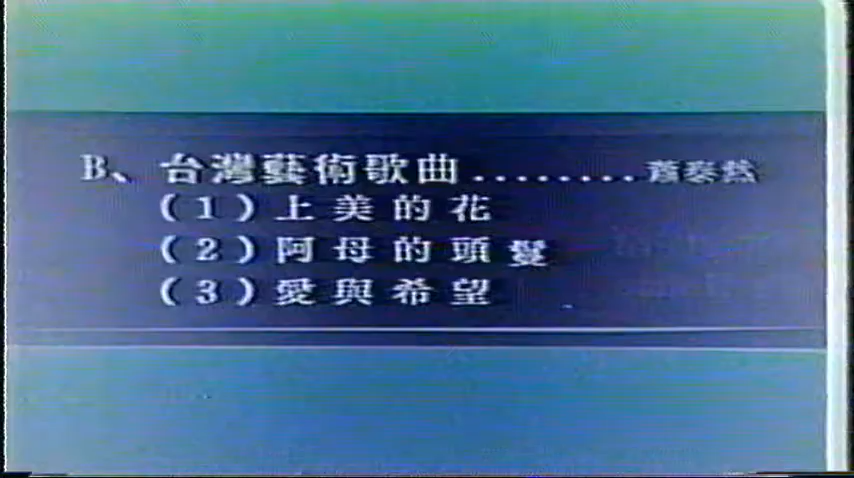 B、台灣藝術歌曲........蕭泰然
(1)上美的花
(2)阿母的頭鬘
(3)愛與希望